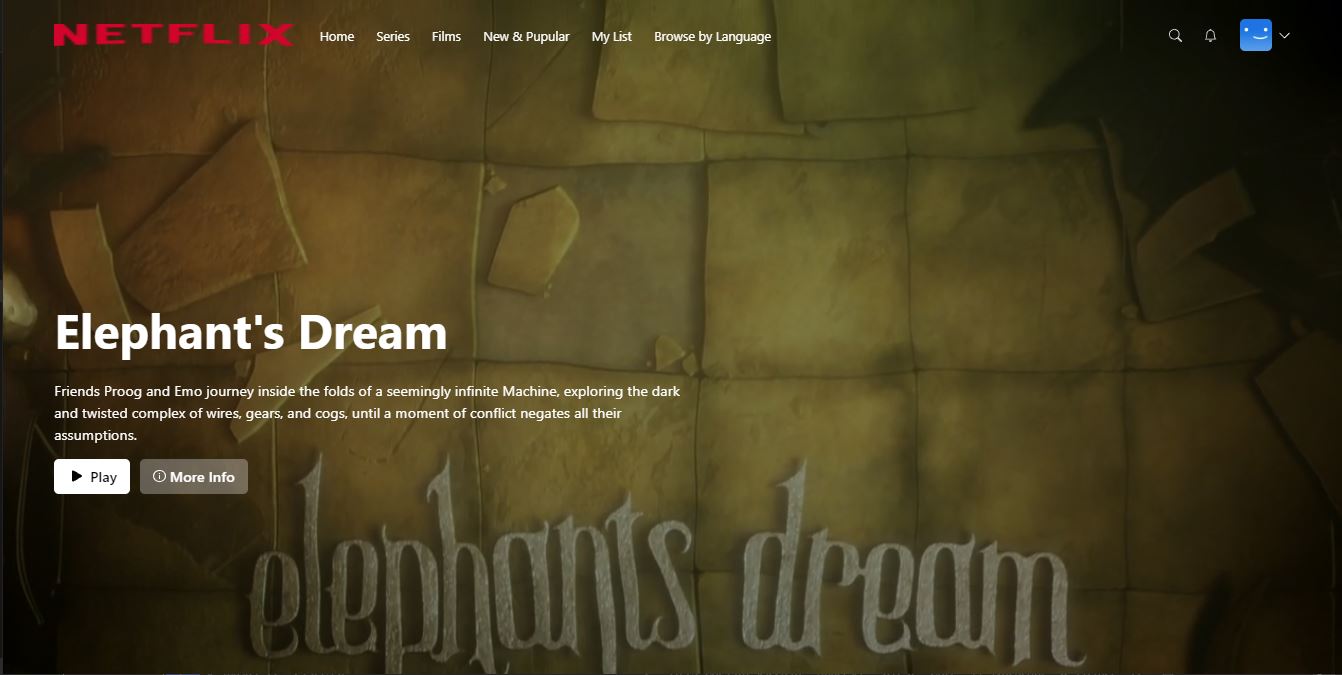 NETFLIX Home Series Films New & Pupular My List Browse by Language
Elephant's Dream
Friends Proog and Emo journey inside the folds of a seemingly infinite Machine, exploring the dark
and twisted complex of wires, gears, and cogs, until a moment of conflict negates all their
assumptions.
Play More Info
elephants dream